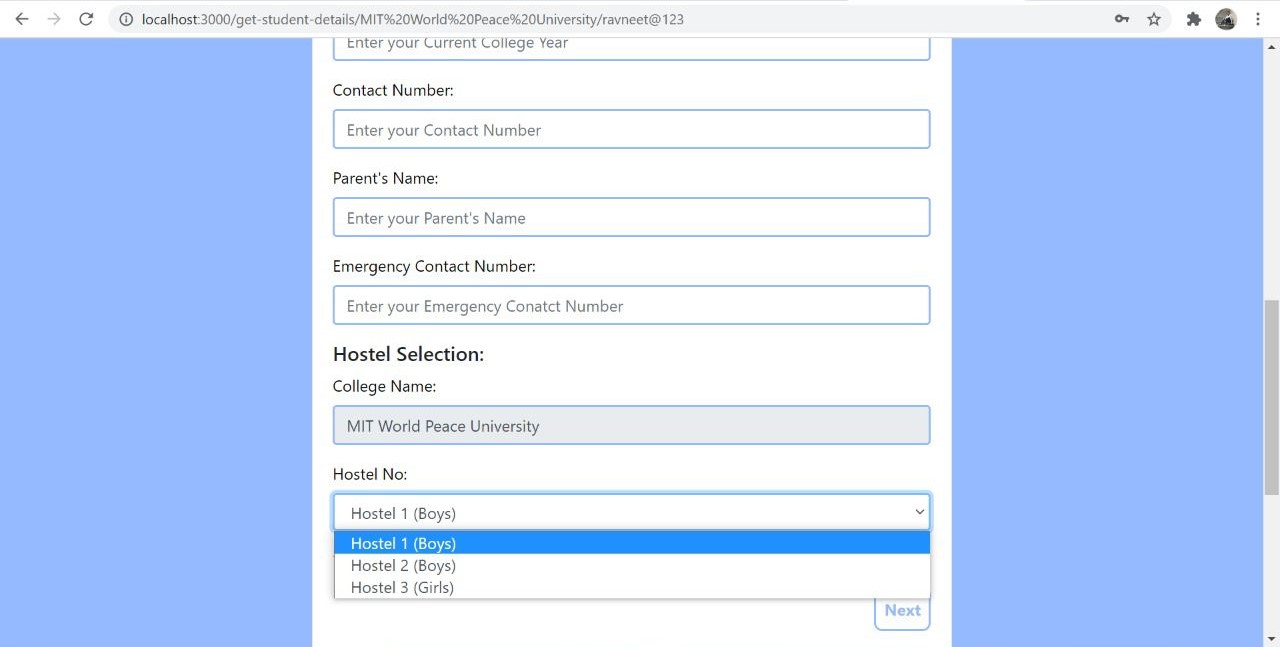 localhost:3000/get-student-details/MIT%20World%20Peace%20University/ravneet@123
Enter your Current College Year
Contact Number:
Enter your Contact Number
Parent's Name:
Enter your Parent's Name
Emergency Contact Number:
Enter your Emergency Conatct Number
Hostel Selection:
College Name:
MIT World Peace University
Hostel No:
Hostel 1 (Boys)
Hostel 1 (Boys)
Hostel 2 (Boys)
Hostel 3 (Girls)
Next